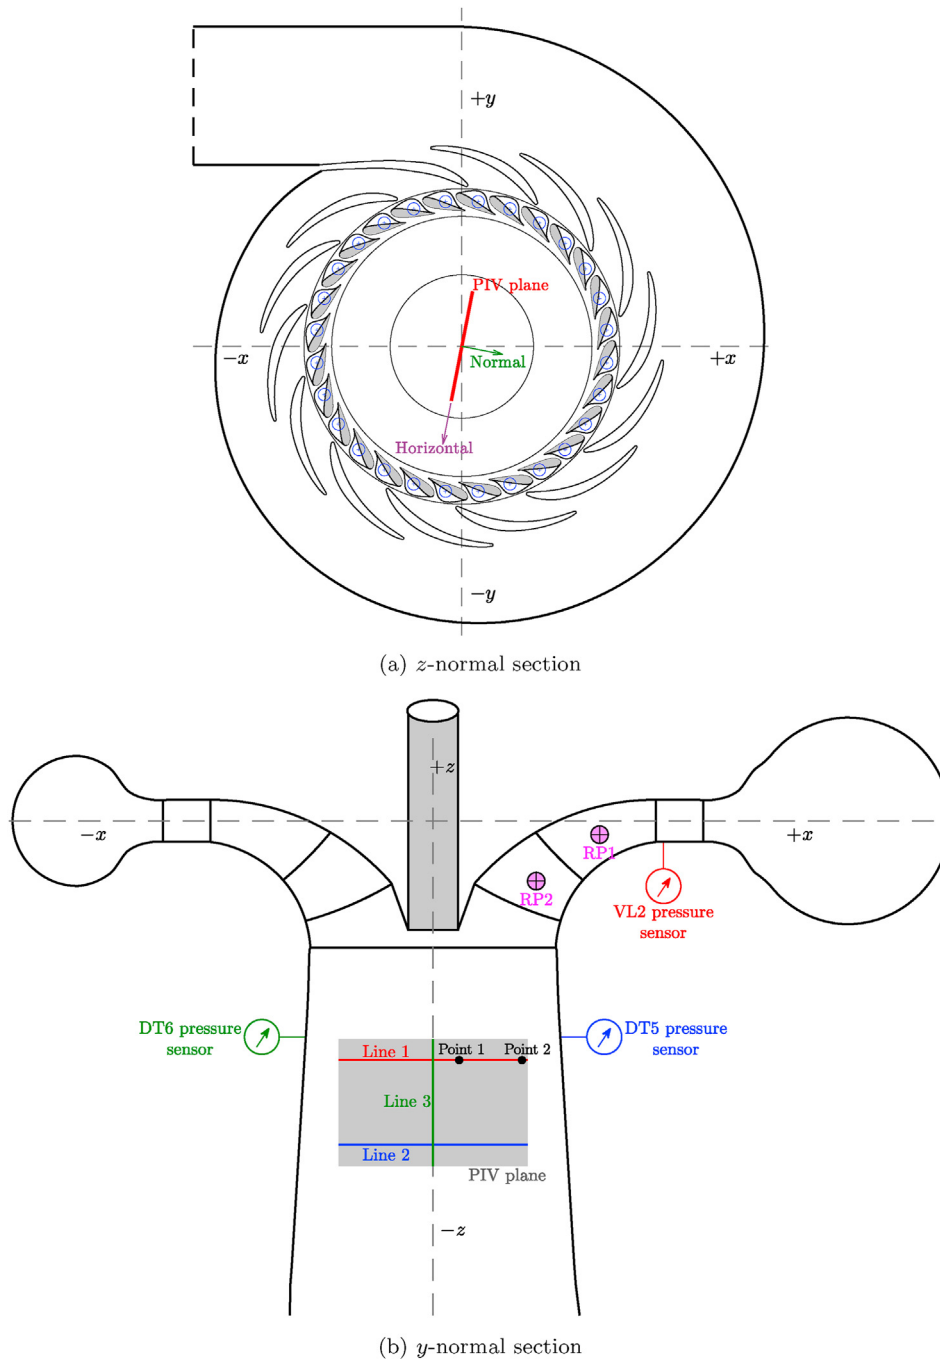 +y
PIV plane
−x
+x
Normal
Horizontal
−y
(a) z-normal section
+z
−x
+x
RP1
RP2
VL2 pressure
sensor
DT6 pressure
sensor
DT5 pressure
sensor
Line 1
Point 1
Point 2
Line 3
Line 2
PIV plane
−z
(b) y-normal section